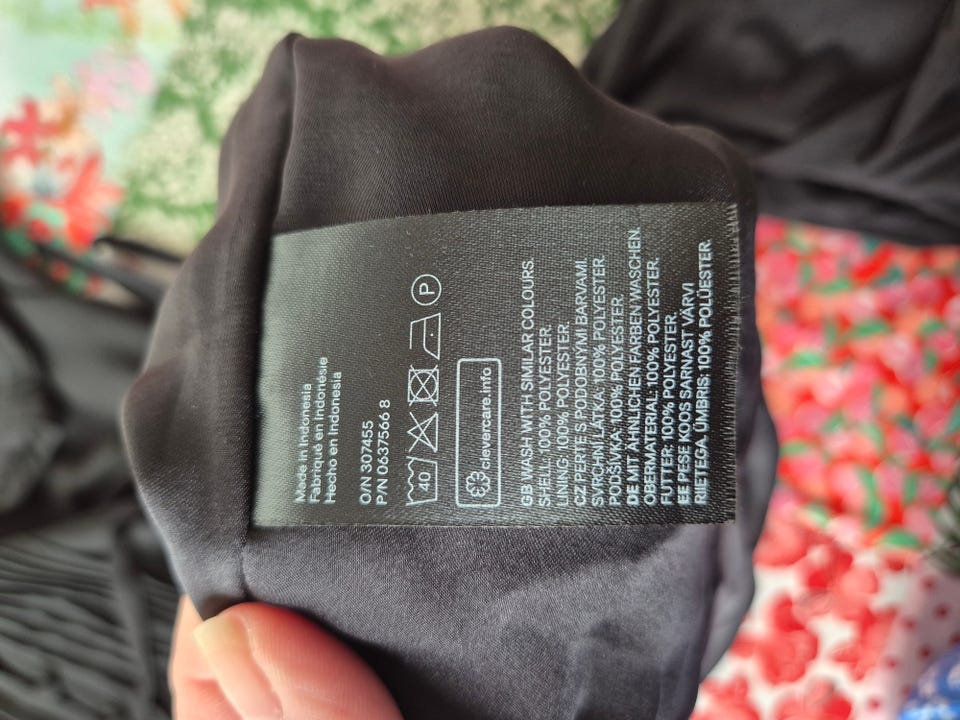 Made in Indonesia
Fabriqué en Indonésie
Hecho en Indonesia
O/N 307455
P/N 0637566 8
40
P
clevercare.info
GB WASH WITH SIMILAR COLOURS.
SHELL: 100% POLYESTER.
LINING: 100% POLYESTER.
CZ PERTE S PODOBNÝMI BARVAMI.
SVRCHNÍ LÁTKA: 100% POLYESTER.
PODŠÍVKA: 100% POLYESTER.
DE MIT ÄHNLICHEN FARBEN WASCHEN.
OBERMATERIAL: 100% POLYESTER.
FUTTER: 100% POLYESTER.
EE PESE KOOS SARNAST VÄRVI
RIETEGA. ÜMBRIS: 100% POLÜESTER.